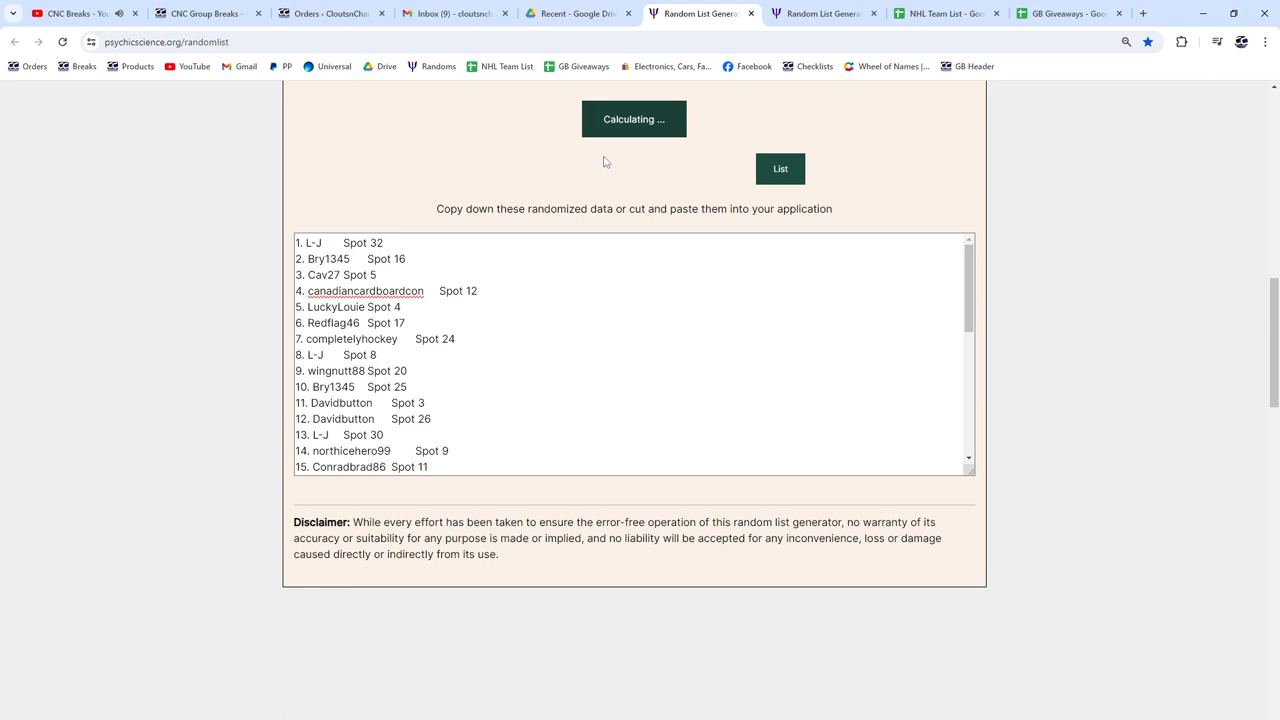 CNC Breaks - You
CNC Group Breaks -
Orders ‹ CloutsnCha
Inbox (9) - cloutsnch
Recent - Google Driv
Random List Genera
Random List Genera
NHL Team List - Goo
GB Giveaways - Goo
psychicscience.org/randomlist
Orders
Breaks
Products
YouTube
Gmail
PP
Universal
Drive
Randoms
NHL Team List
GB Giveaways
Electronics, Cars, Fa...
Facebook
Checklists
Wheel of Names |...
GB Header
Calculating ...
List
Copy down these randomized data or cut and paste them into your application
1. L-J Spot 32
2. Bry1345 Spot 16
3. Cav27 Spot 5
4. canadiancardboardcon Spot 12
5. LuckyLouie Spot 4
6. Redflag46 Spot 17
7. completelyhockey Spot 24
8. L-J Spot 8
9. wingnutt88 Spot 20
10. Bry1345 Spot 25
11. Davidbutton Spot 3
12. Davidbutton Spot 26
13. L-J Spot 30
14. northicehero99 Spot 9
15. Conradbrad86 Spot 11
Disclaimer: While every effort has been taken to ensure the error-free operation of this random list generator, no warranty of its
accuracy or suitability for any purpose is made or implied, and no liability will be accepted for any inconvenience, loss or damage
caused directly or indirectly from its use.